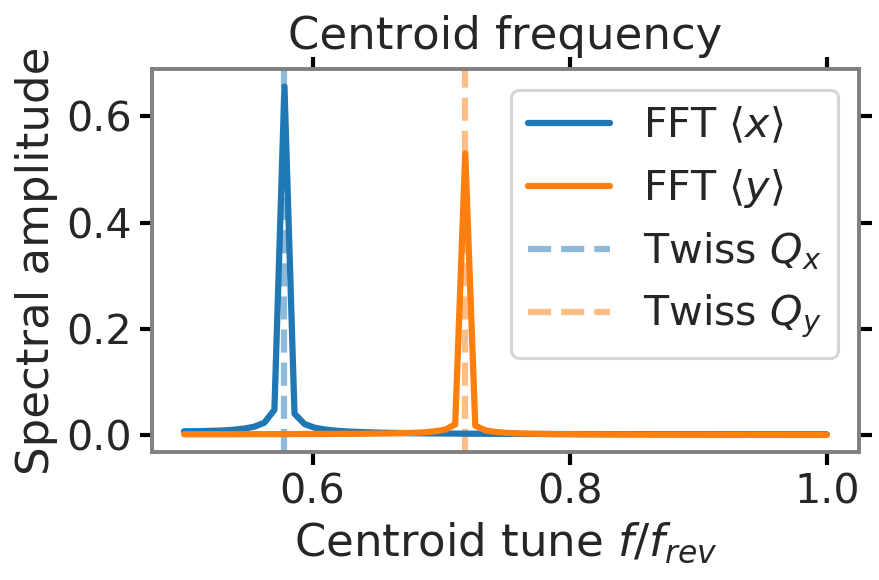 Centroid frequency
Spectral amplitude
0.6
0.4
0.2
0.0
FFT ⟨x⟩
FFT ⟨y⟩
Twiss Qx
Twiss Qy
0.6 0.8 1.0
Centroid tune f/frev